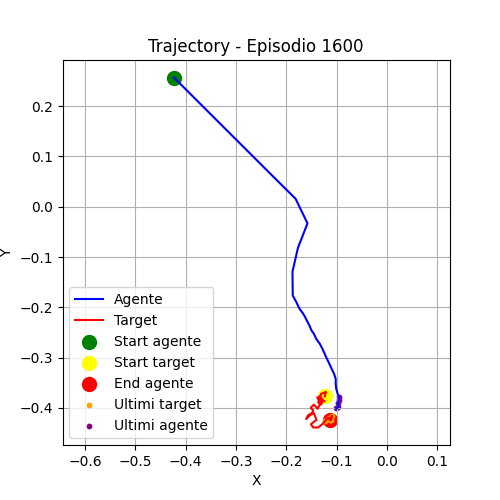 Trajectory - Episodio 1600
Y
0.2
0.1
0.0
−0.1
−0.2
−0.3
−0.4
Agente
Target
Start agente
Start target
End agente
Ultimi target
Ultimi agente
−0.6 −0.5 −0.4 −0.3 −0.2 −0.1 0.0 0.1
X